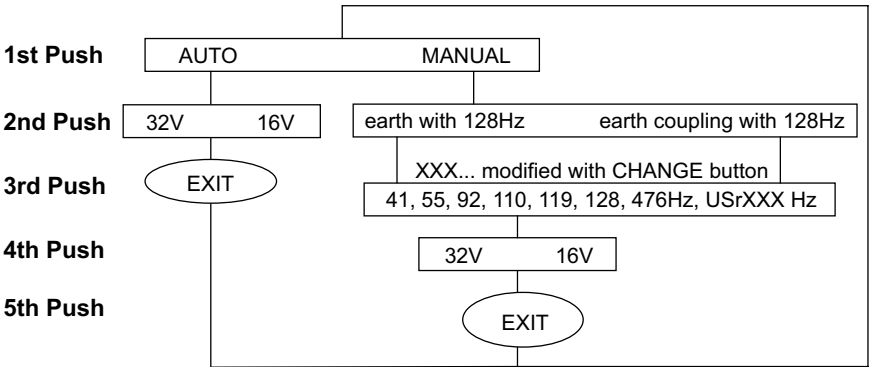 1st Push AUTO MANUAL
2nd Push 32V 16V earth with 128Hz earth coupling with 128Hz
XXX... modified with CHANGE button
3rd Push EXIT
41, 55, 92, 110, 119, 128, 476Hz, USrXXX Hz
4th Push 32V 16V
5th Push
EXIT